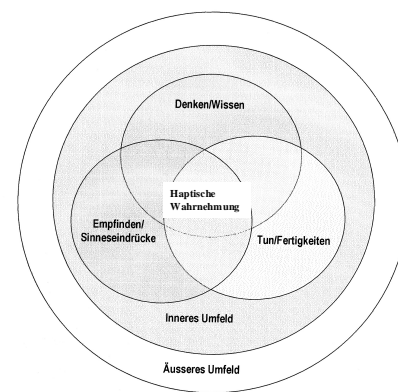 Denken/Wissen
Haptische
Wahrnehmung
Empfinden/
Sinneseindrücke
Tun/Fertigkeiten
Inneres Umfeld
Äusseres Umfeld